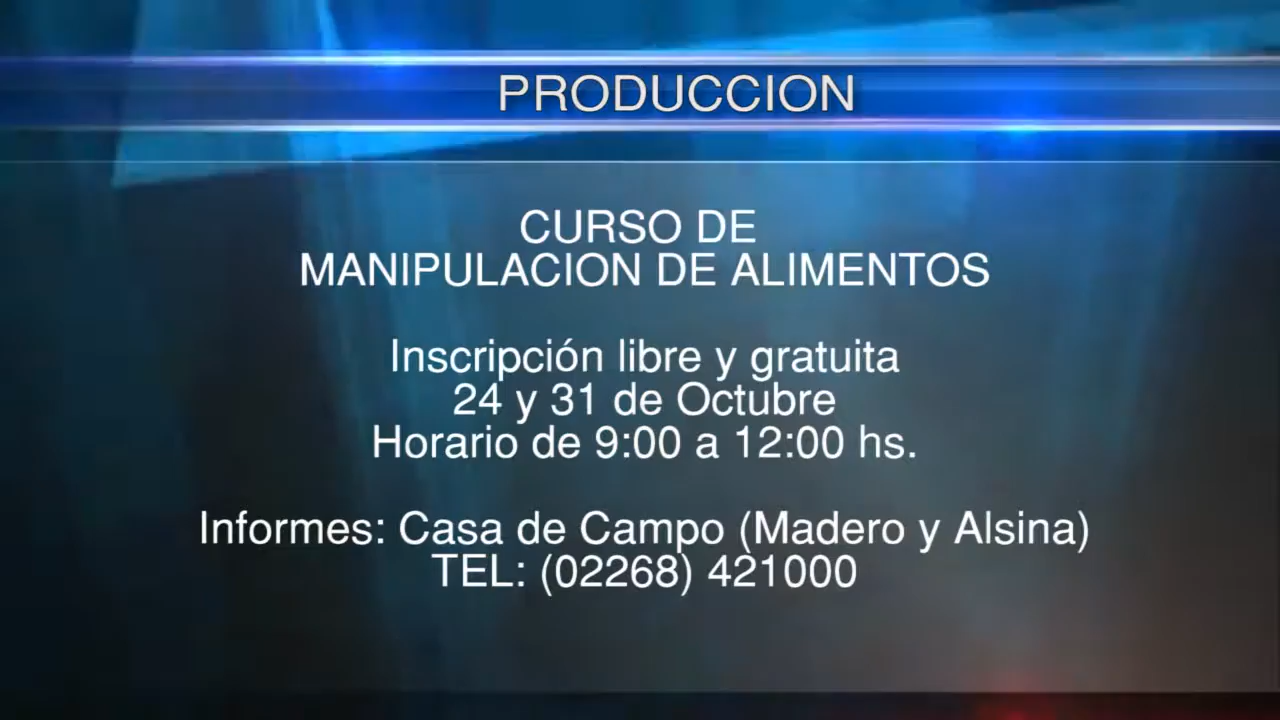 PRODUCCION
CURSO DE
MANIPULACION DE ALIMENTOS
Inscripción libre y gratuita
24 y 31 de Octubre
Horario de 9:00 a 12:00 hs.
Informes: Casa de Campo (Madero y Alsina)
TEL: (02268) 421000